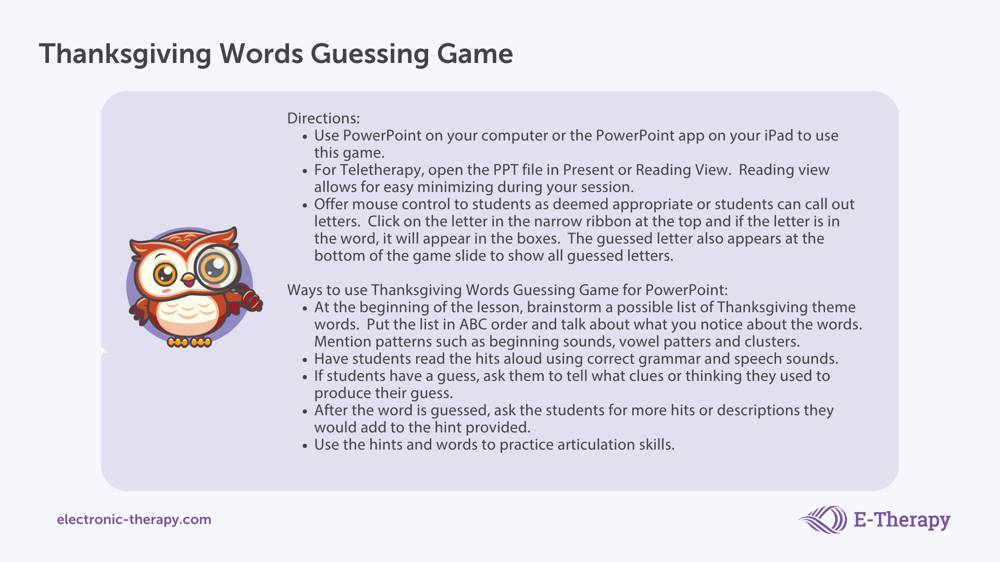 Thanksgiving Words Guessing Game
Directions:
• Use PowerPoint on your computer or the PowerPoint app on your iPad to use
this game.
• For Teletherapy, open the PPT file in Present or Reading View.  Reading view
allows for easy minimizing during your session.
• Offer mouse control to students as deemed appropriate or students can call out
letters.  Click on the letter in the narrow ribbon at the top and if the letter is in
the word, it will appear in the boxes.  The guessed letter also appears at the
bottom of the game slide to show all guessed letters.
Ways to use Thanksgiving Words Guessing Game for PowerPoint:
• At the beginning of the lesson, brainstorm a possible list of Thanksgiving theme
words.  Put the list in ABC order and talk about what you notice about the words.
Mention patterns such as beginning sounds, vowel patters and clusters.
• Have students read the hits aloud using correct grammar and speech sounds.
• If students have a guess, ask them to tell what clues or thinking they used to
produce their guess.
• After the word is guessed, ask the students for more hits or descriptions they
would add to the hint provided.
• Use the hints and words to practice articulation skills.
electronic-therapy.com
E-Therapy